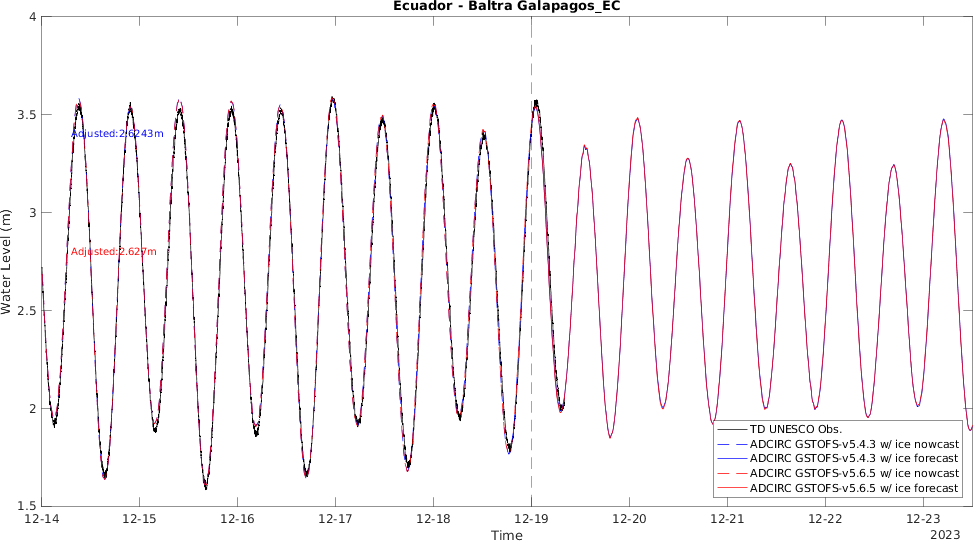 Ecuador - Baltra Galapagos_EC
4
3.5
3
2.5
2
1.5
Water Level (m)
Adjusted:2.6243m
Adjusted:2.627m
TD UNESCO Obs.
ADCIRC GSTOFS-v5.4.3 w/ ice nowcast
ADCIRC GSTOFS-v5.4.3 w/ ice forecast
ADCIRC GSTOFS-v5.6.5 w/ ice nowcast
ADCIRC GSTOFS-v5.6.5 w/ ice forecast
12-14 12-15 12-16 12-17 12-18 12-19 12-20 12-21 12-22 12-23
Time
2023